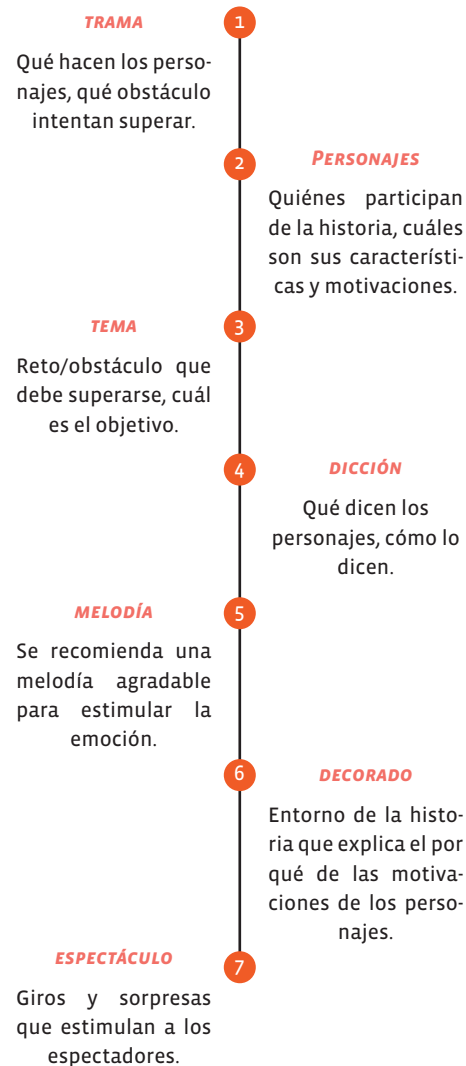 TRAMA
1
Qué hacen los perso-
najes, qué obstáculo
intentan superar.
2
PERSONAJES
Quiénes participan
de la historia, cuáles
son sus característi-
cas y motivaciones.
TEMA
3
Reto/obstáculo que
debe superarse, cuál
es el objetivo.
4
DICCIÓN
Qué dicen los
personajes, cómo lo
dicen.
MELODÍA
5
Se recomienda una
melodía agradable
para estimular la
emoción.
6
DECORADO
Entorno de la histo-
ria que explica el por
qué de las motiva-
ciones de los perso-
najes.
ESPECTÁCULO
7
Giros y sorpresas
que estimulan a los
espectadores.